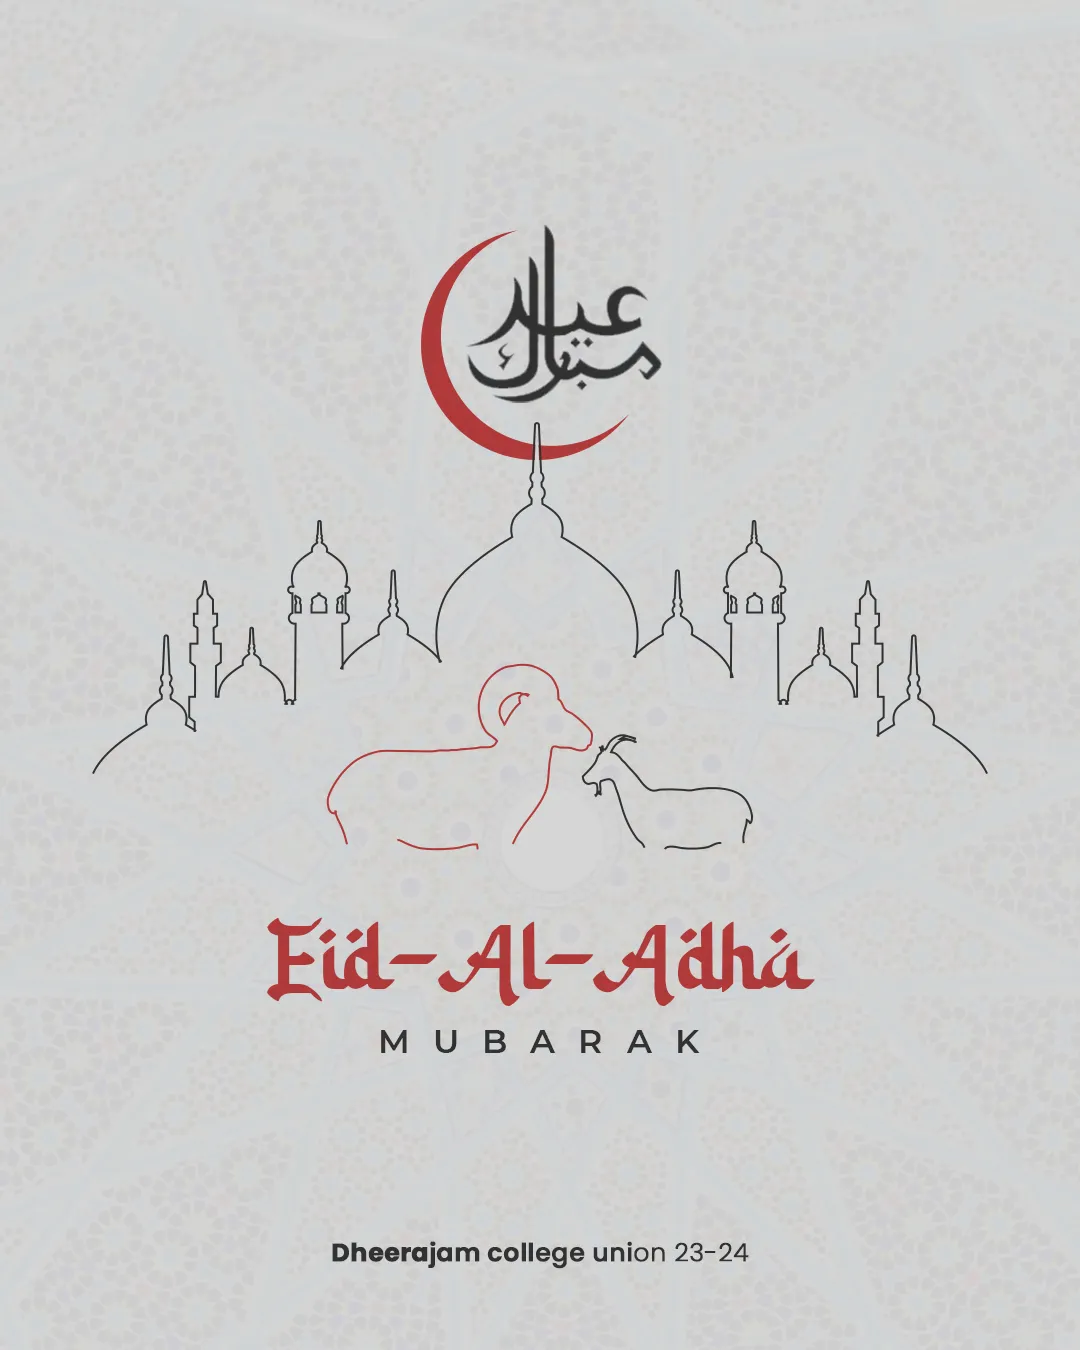 عيد
مبارك
Eid-Al-Adha
MUBARAK
Dheerajam college union 23-24